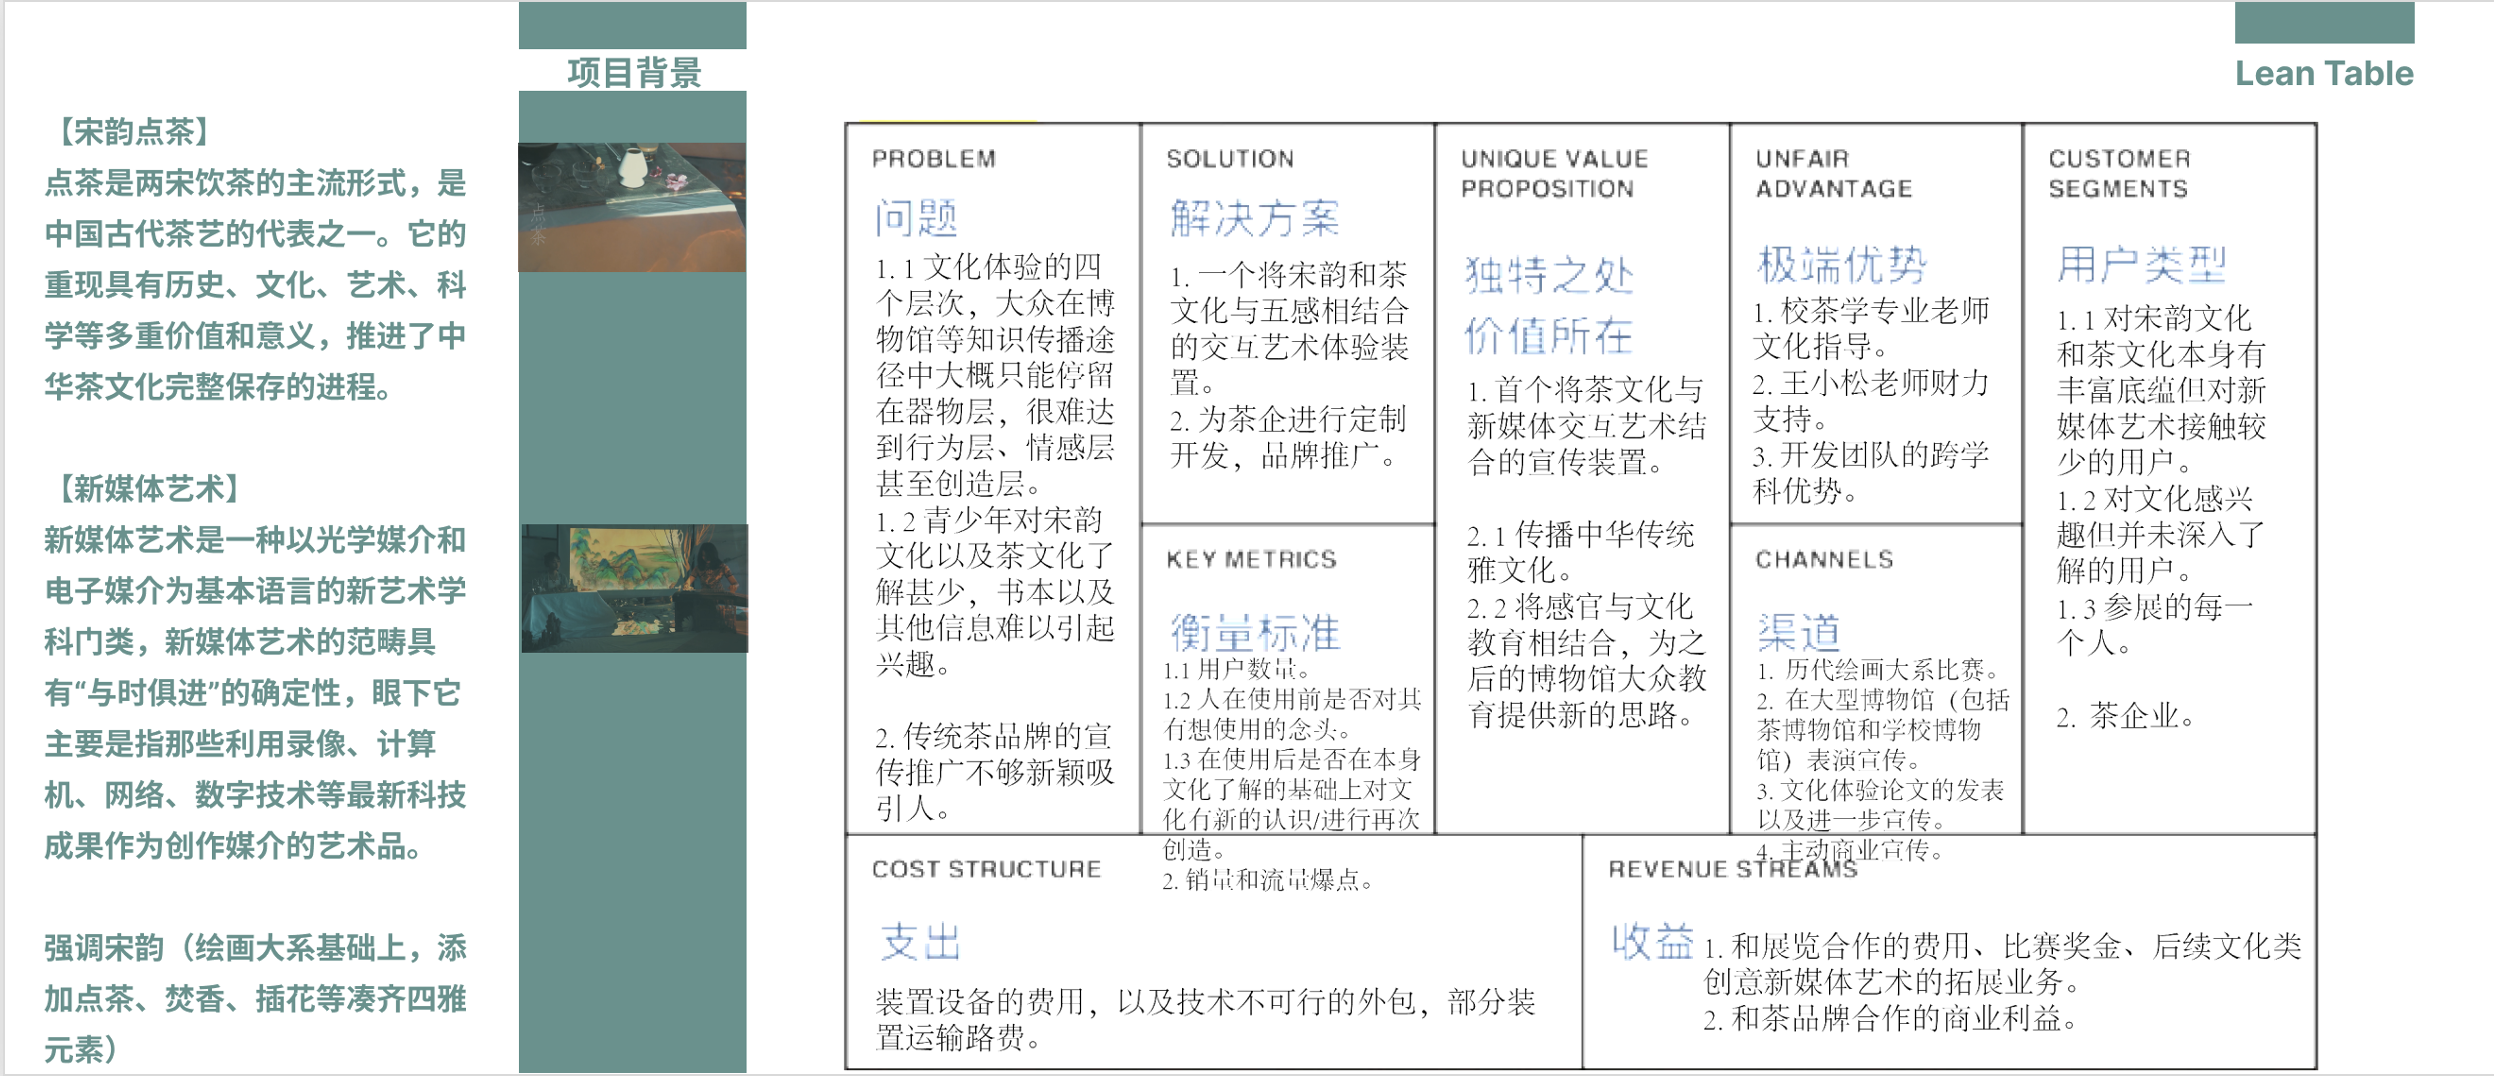 项目背景
【宋韵点茶】
点茶是两宋饮茶的主流形式，是
中国古代茶艺的代表之一。它的
重现具有历史、文化、艺术、科
学等多重价值和意义，推进了中
华茶文化完整保存的进程。
【新媒体艺术】
新媒体艺术是一种以光学媒介和
电子媒介为基本语言的新艺术学
科门类，新媒体艺术的范畴具
有“与时俱进”的确定性，眼下它
主要是指那些利用录像、计算
机、网络、数字技术等最新科技
成果作为创作媒介的艺术品。
强调宋韵（绘画大系基础上，添
加点茶、焚香、插花等凑齐四雅
元素）
点茶
Lean Table
PROBLEM
问题
1.1 文化体验的四
个层次，大众在博
物馆等知识传播途
径中大概只能停留
在器物层，很难达
到行为层、情感层
甚至创造层。
1.2 青少年对宋韵
文化以及茶文化了
解甚少，书本以及
其他信息难以引起
兴趣。
2. 传统茶品牌的宣
传推广不够新颖吸
引人。
SOLUTION
解决方案
1. 一个将宋韵和茶
文化与五感相结合
的交互艺术体验装
置。
2. 为茶企进行定制
开发，品牌推广。
KEY METRICS
衡量标准
1.1 用户数量。
1.2 人在使用前是否对其
有想使用的念头。
1.3 在使用后是否在本身
文化了解的基础上对文
化有新的认识/进行再次
创造。
2. 销量和流量爆点。
UNIQUE VALUE
PROPOSITION
独特之处
价值所在
1. 首个将茶文化与
新媒体交互艺术结
合的宣传装置。
2.1 传播中华传统
雅文化。
2.2 将感官与文化
教育相结合，为之
后的博物馆大众教
育提供新的思路。
UNFAIR
ADVANTAGE
极端优势
1. 校茶学专业老师
文化指导。
2. 王小松老师财力
支持。
3. 开发团队的跨学
科优势。
CHANNELS
渠道
1. 历代绘画大系比赛。
2. 在大型博物馆（包括
茶博物馆和学校博物
馆）表演宣传。
3. 文化体验论文的发表
以及进一步宣传。
4. 主动商业宣传。
CUSTOMER
SEGMENTS
用户类型
1.1 对宋韵文化
和茶文化本身有
丰富底蕴但对新
媒体艺术接触较
少的用户。
1.2 对文化感兴
趣但并未深入了
解的用户。
1.3 参展的每一
个人。
2. 茶企业。
COST STRUCTURE
支出
装置设备的费用，以及技术不可行的外包，部分装
置运输路费。
REVENUE STREAMS
收益
1. 和展览合作的费用、比赛奖金、后续文化类
创意新媒体艺术的拓展业务。
2. 和茶品牌合作的商业利益。